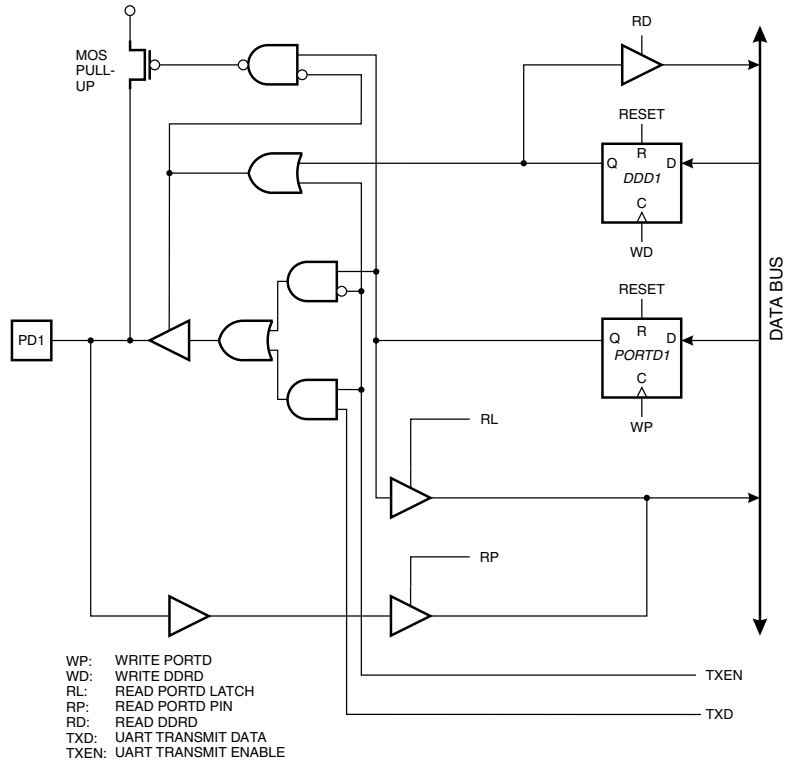 RD
MOS
PULL-
UP
RESET
R
Q D
DDD1
C
WD
DATA BUS
RESET
R
Q D
PORTD1
C
WP
PD1
RL
RP
WP: WRITE PORTD
WD: WRITE DDRD
RL: READ PORTD LATCH
RP: READ PORTD PIN
RD: READ DDRD
TXD: UART TRANSMIT DATA
TXEN: UART TRANSMIT ENABLE
TXEN
TXD